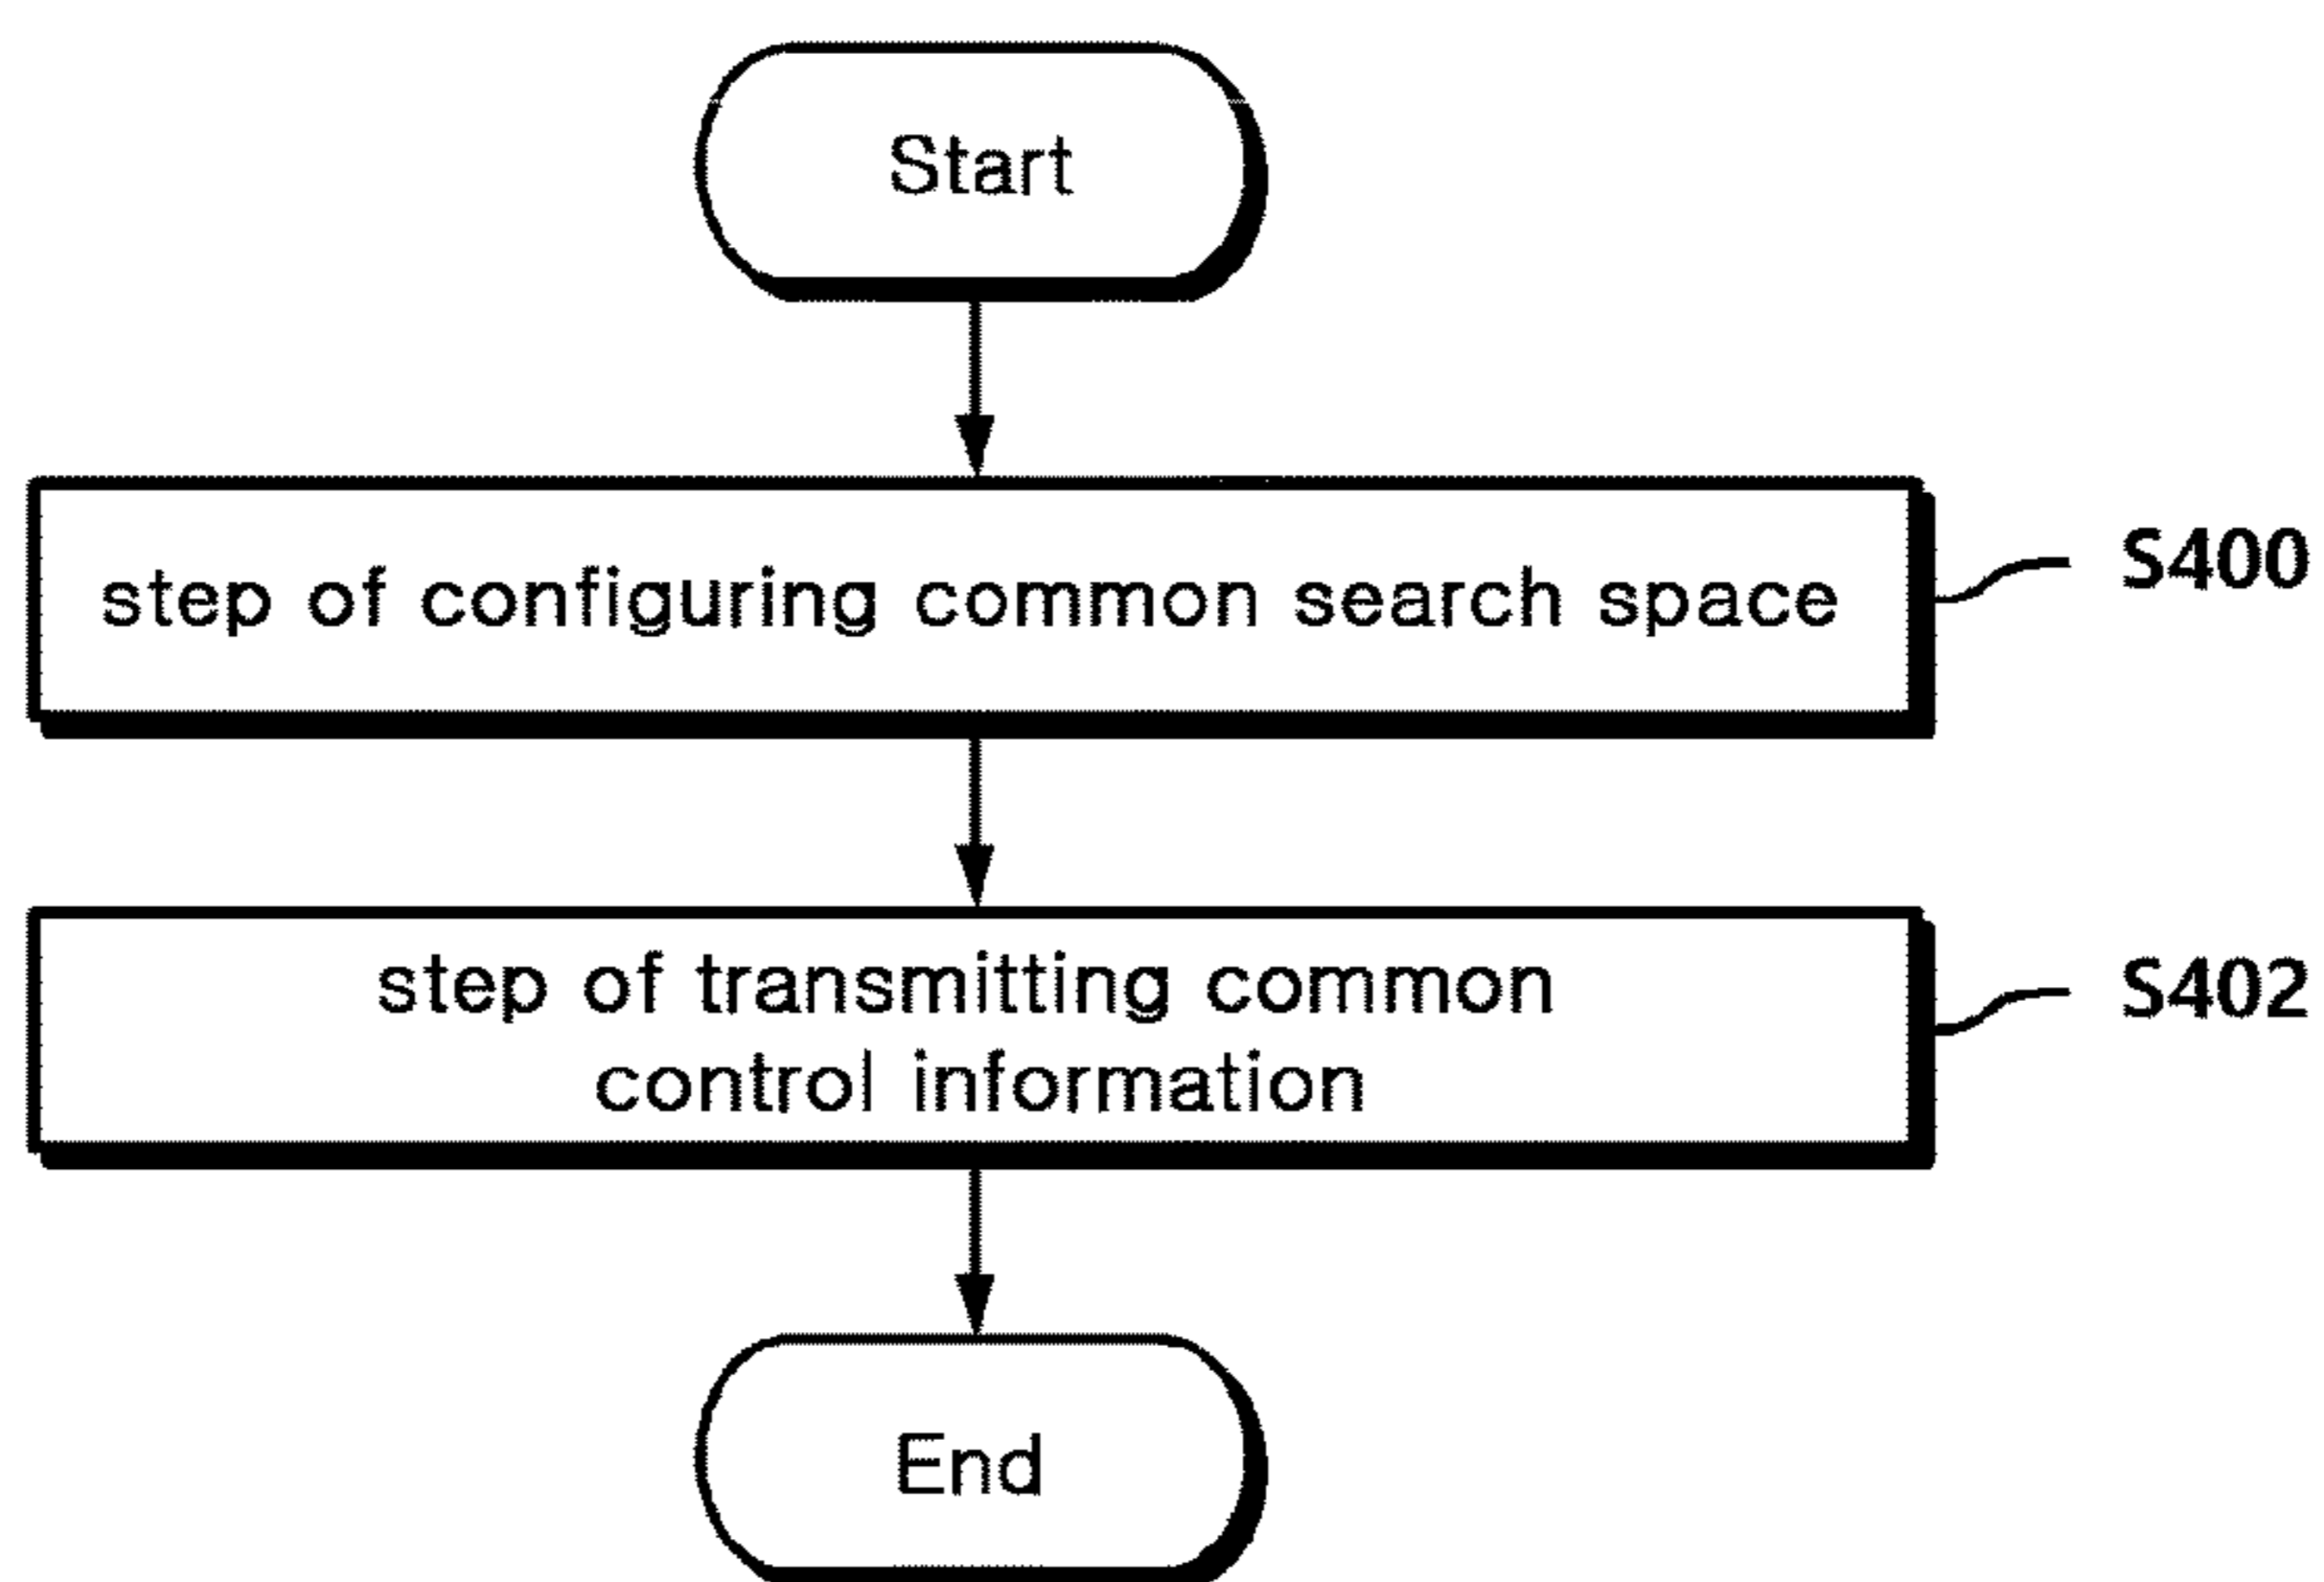 Start
step of configuring common search space
S400
step of transmitting common
control information
S402
End